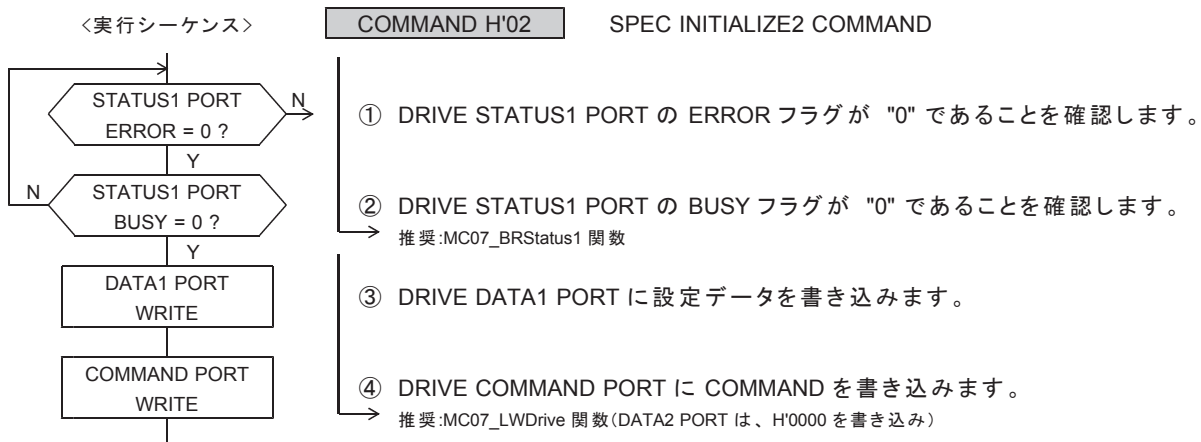 <実行シーケンス>
COMMAND H'02
SPEC INITIALIZE2 COMMAND
STATUS1 PORT
ERROR = 0 ?
N
Y
① DRIVE STATUS1 PORT の ERROR フラグが "0" であることを確認します。
N
STATUS1 PORT
BUSY = 0 ?
Y
② DRIVE STATUS1 PORT の BUSY フラグが "0" であることを確認します。
推奨:MC07_BRStatus1 関数
DATA1 PORT
WRITE
③ DRIVE DATA1 PORT に設定データを書き込みます。
COMMAND PORT
WRITE
④ DRIVE COMMAND PORT に COMMAND を書き込みます。
推奨:MC07_LWDrive 関数(DATA2 PORT は、H'0000 を書き込み)